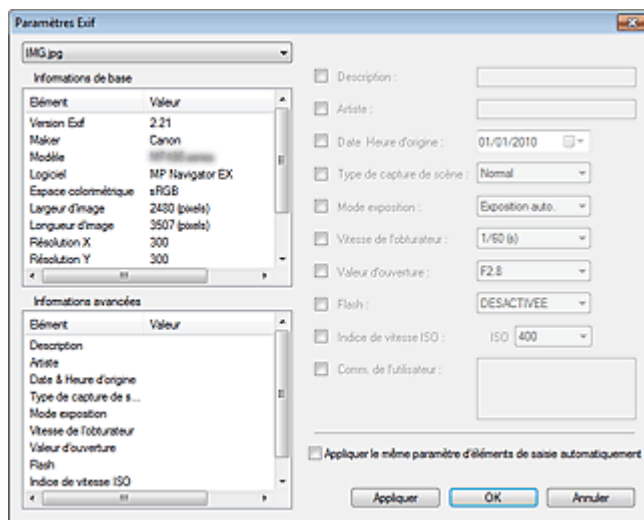 Paramètres Exif
IMG.jpg
Informations de base
Elément Valeur
Version Exif 2.21
Maker Canon
Modèle
Logiciel MP Navigator EX
Espace colorimétrique sRGB
Largeur d'image 2480 (pixels)
Longueur d'image 3507 (pixels)
Résolution X 300
Résolution Y 300
Informations avancées
Elément Valeur
Description
Artiste
Date & Heure d'origine
Type de capture de s...
Mode exposition
Vitesse de l'obturateur
Valeur d'ouverture
Flash
Indice de vitesse ISO
Description :
Artiste :
Date Heure d'origine : 01/01/2010
Type de capture de scène : Normal
Mode exposition : Exposition auto.
Vitesse de l'obturateur : 1/60 (s)
Valeur d'ouverture : F2.8
Flash : DESACTIVEE
Indice de vitesse ISO : ISO 400
Comm. de l'utilisateur :
Appliquer le même paramètre d'éléments de saisie automatiquement
Appliquer OK Annuler